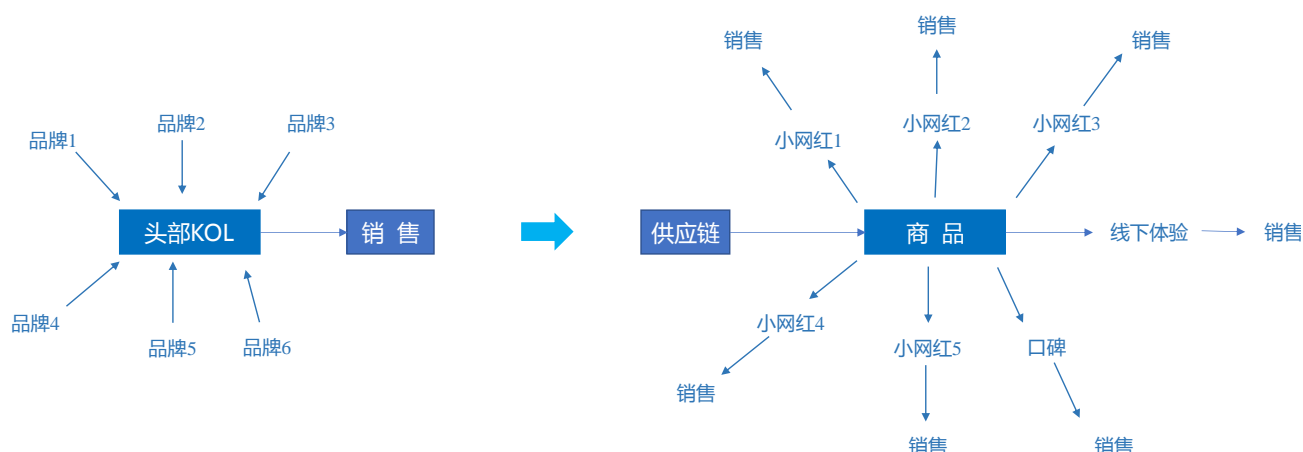 销售
销售
销售
品牌1
品牌2
品牌3
小网红1
小网红2
小网红3
头部KOL
销 售
供应链
商 品
线下体验
销售
品牌4
品牌5
品牌6
小网红4
小网红5
口碑
销售
销售
销售